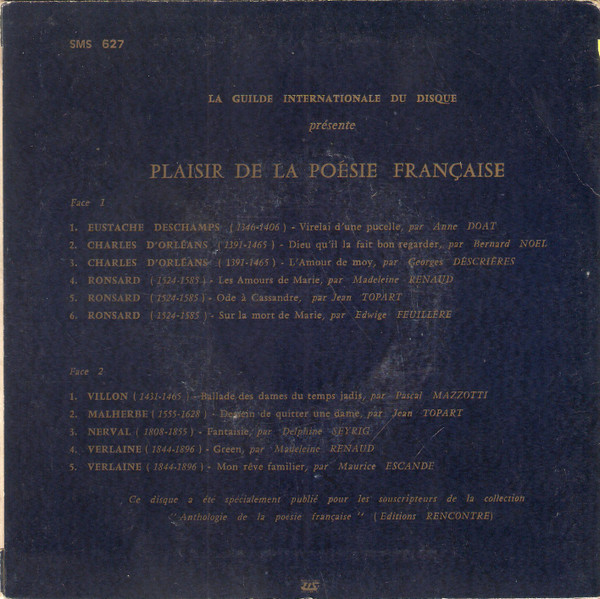 SMS 627
LA GUILDE INTERNATIONALE DU DISQUE
présente
PLAISIR DE LA POÉSIE FRANÇAISE
Face 1
1. EUSTACHE DESCHAMPS (1346-1406) - Virelai d'une pucelle, par Anne DOAT
2. CHARLES D'ORLÉANS (1391-1465) - Dieu qu'il la fait bon regarder, par Bernard NOEL
3. CHARLES D'ORLÉANS (1391-1465) - L'Amour de moy, par Georges DESCRIÈRES
4. RONSARD (1524-1585) - Les Amours de Marie, par Madeleine RENAUD
5. RONSARD (1524-1585) - Ode à Cassandre, par Jean TOPART
6. RONSARD (1524-1585) - Sur la mort de Marie, par Edwige FEUILLÈRE
Face 2
1. VILLON (1431-1465) - Ballade des dames du temps jadis, par Pascal MAZZOTTI
2. MALHERBE (1555-1628) - Dessein de quitter une dame, par Jean TOPART
3. NERVAL (1808-1855) - Fantaisie, par Delphine SEYRIG
4. VERLAINE (1844-1896) - Green, par Madeleine RENAUD
5. VERLAINE (1844-1896) - Mon rêve familier, par Maurice ESCANDE
Ce disque a été spécialement publié pour les souscripteurs de la collection
"Anthologie de la poésie française" (Editions RENCONTRE)